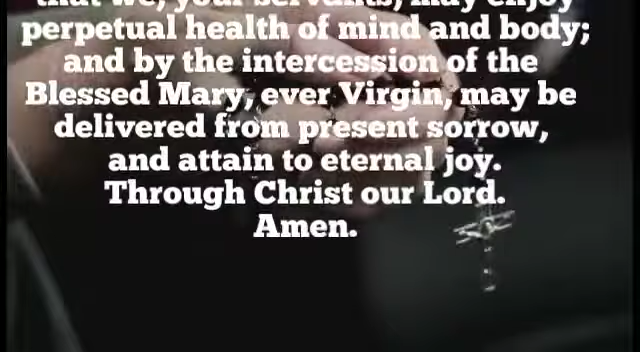 that we, your servants, may enjoy
perpetual health of mind and body;
and by the intercession of the
Blessed Mary, ever Virgin, may be
delivered from present sorrow,
and attain to eternal joy.
Through Christ our Lord.
Amen.